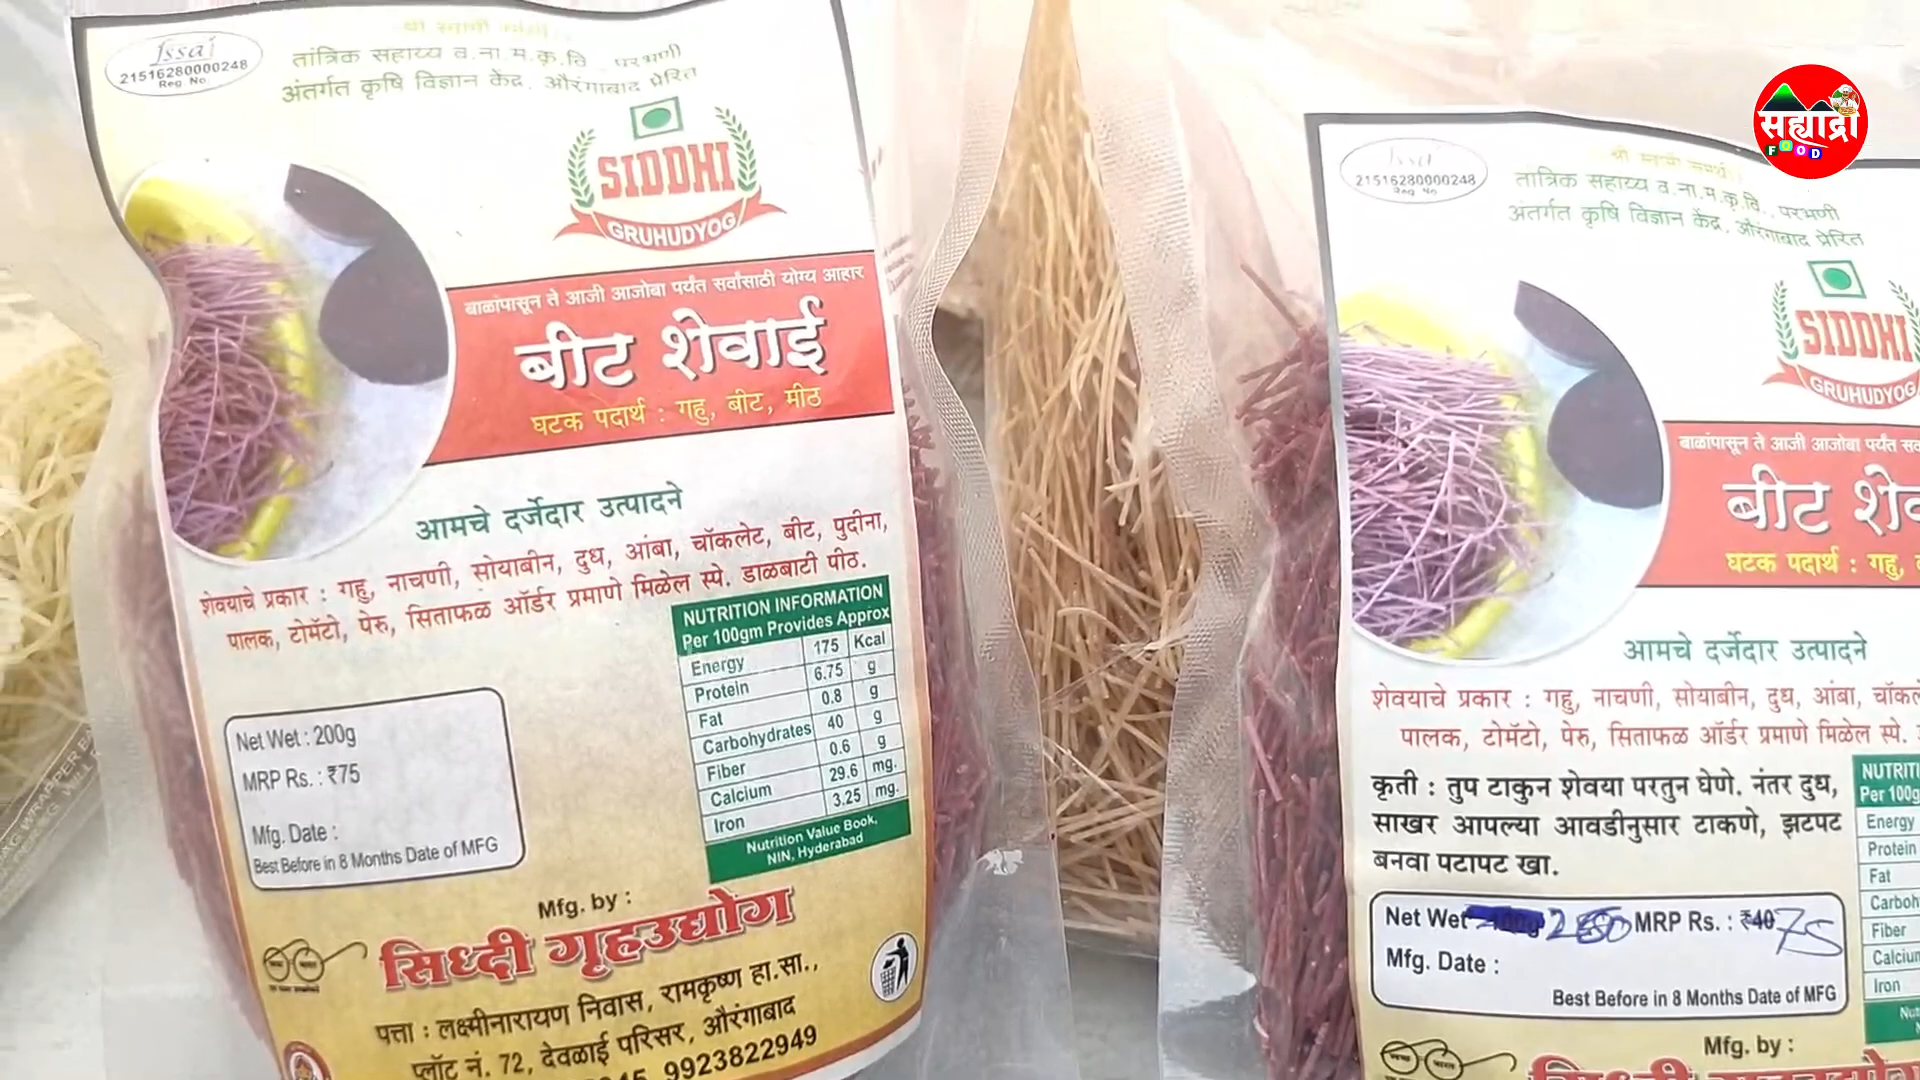 fssai
21516280000248
Reg No
तांत्रिक सहाय्य व.ना.म.कृ.वि., परभणी
अंतर्गत कृषि विज्ञान केंद्र, औरंगाबाद प्रेरित
SIDDHI
GRUHUDYOG
बाळांपासून ते आजी आजोबा पर्यंत सर्वांसाठी योग्य आहार
बीट शेवाई
घटक पदार्थ : गहु, बीट, मीठ
आमचे दर्जेदार उत्पादने
शेवयाचे प्रकार : गहु, नाचणी, सोयाबीन, दुध, आंबा, चॉकलेट, बीट, पुदीना,
पालक, टोमॅटो, पेरु, सिताफळ ऑर्डर प्रमाणे मिळेल स्पे. डाळबाटी पीठ.
NUTRITION INFORMATION
Per 100gm Provides Approx
Energy 175 Kcal
Protein 6.75 g
Fat 0.8 g
Carbohydrates 40 g
Fiber 0.6 g
Calcium 29.6 mg.
Iron 3.25 mg.
Nutrition Value Book,
NIN, Hyderabad
Net Wet : 200g
MRP Rs. : ₹75
Mfg. Date :
Best Before in 8 Months Date of MFG
Mfg. by :
सिध्दी गृहउद्योग
पत्ता : लक्ष्मीनारायण निवास, रामकृष्ण हा.सा.,
प्लॉट नं. 72, देवळाई परिसर, औरंगाबाद
9923822949
21516280000248
Reg No
तांत्रिक सहाय्य व.ना.म.कृ.वि., परभणी
अंतर्गत कृषि विज्ञान केंद्र, औरंगाबाद प्रेरित
SIDDHI
GRUHUDYOG
बाळांपासून ते आजी आजोबा पर्यंत
बीट
घटक पदार्थ : गहु,
आमचे दर्जेदार उत्पादने
शेवयाचे प्रकार : गहु, नाचणी, सोयाबीन, दुध, आंबा,
पालक, टोमॅटो, पेरु, सिताफळ ऑर्डर प्रमाणे मिळेल स्पे.
कृती : तुप टाकुन शेवया परतुन घेणे. नंतर दुध,
साखर आपल्या आवडीनुसार टाकणे, झटपट
बनवा पटापट खा.
Per 100g
Energy
Protein
Fat
Fiber
Iron
Net Wet MRP Rs. : ₹40 75
Mfg. Date :
Best Before in 8 Months Date of MFG
Mfg. by :
सह्याद्री
FOOD